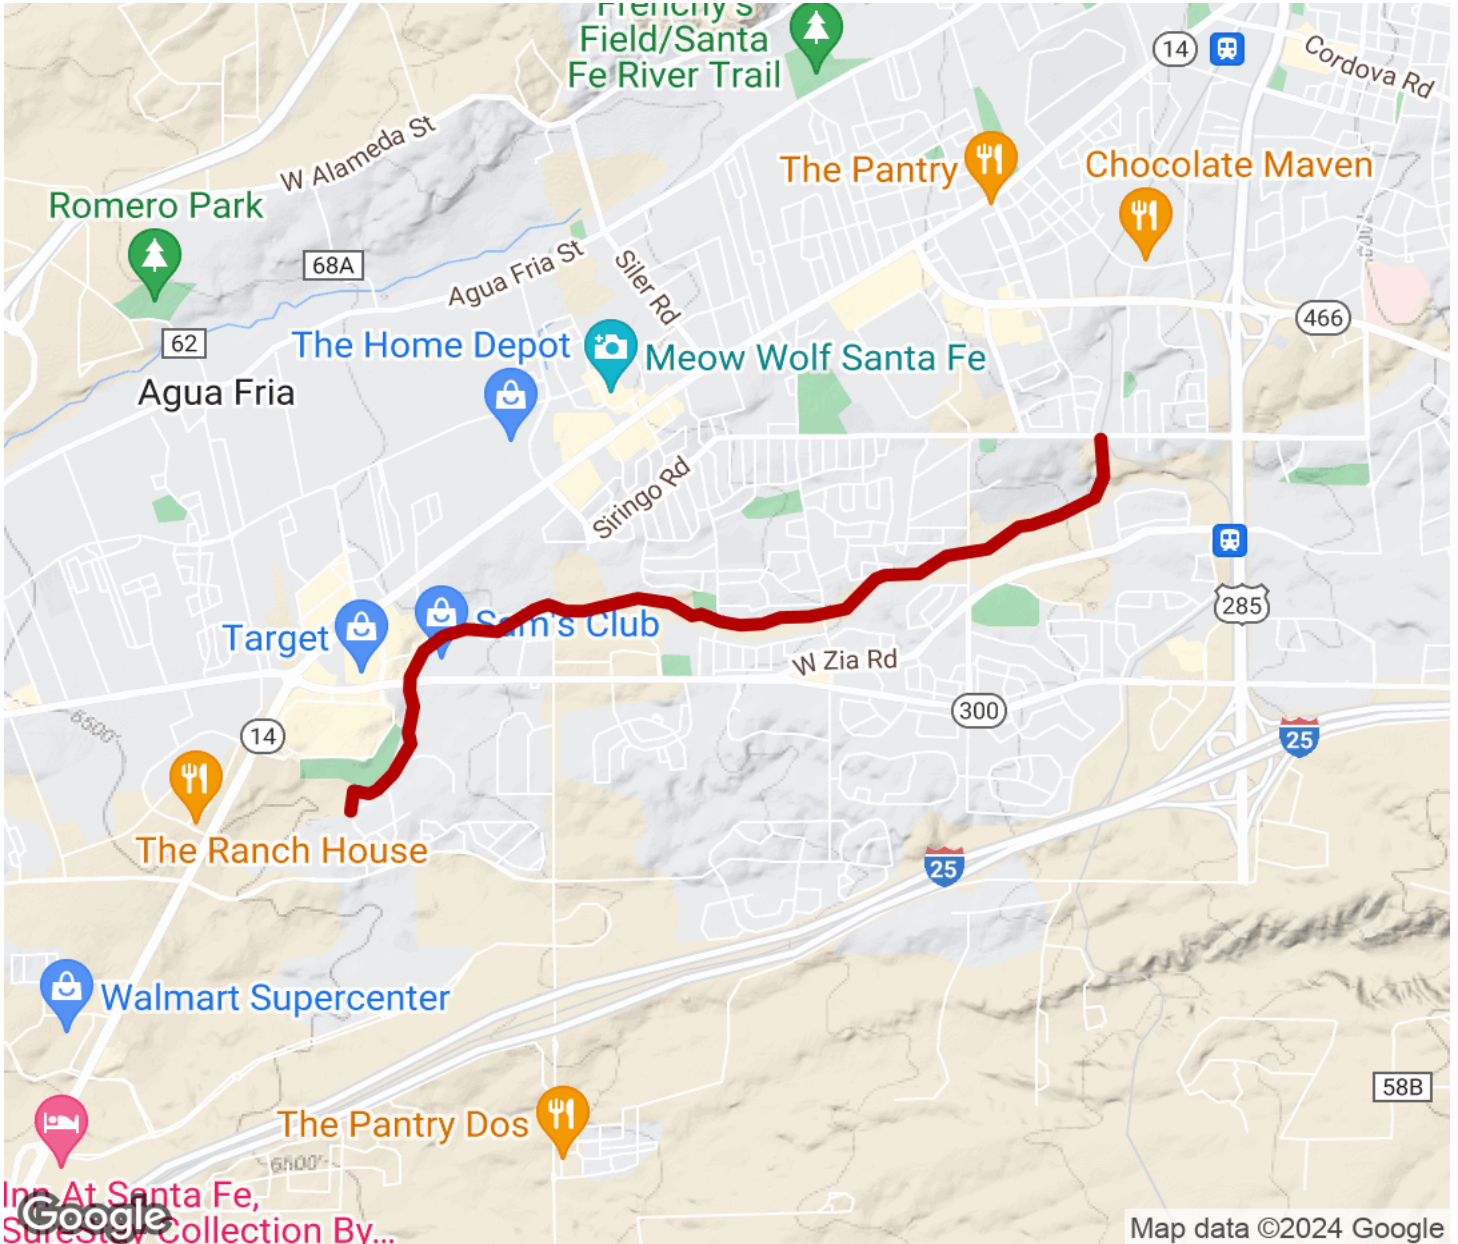 Frenchy's
Field/Santa
Fe River Trail
14
Cordova Rd
W Alameda St
The Pantry
Chocolate Maven
Romero Park
68A
Agua Fria St
Siler Rd
62
The Home Depot
Meow Wolf Santa Fe
466
Agua Fria
Siringo Rd
285
Target
Sam's Club
W Zia Rd
300
6500'
14
25
The Ranch House
25
Walmart Supercenter
58B
The Pantry Dos
6500'
Inn At Santa Fe,
SureStay Collection By...
Google
Map data ©2024 Google